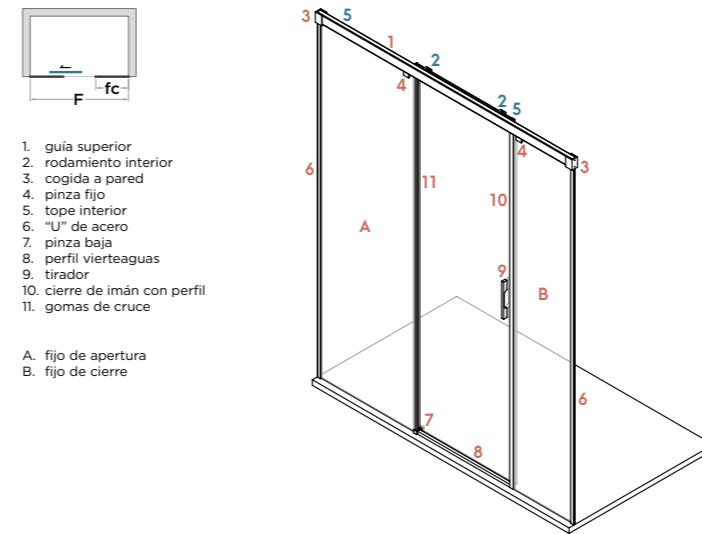 fc
F
1. guía superior
2. rodamiento interior
3. cogida a pared
4. pinza fijo
5. tope interior
6. “U” de acero
7. pinza baja
8. perfil vierteaguas
9. tirador
10. cierre de imán con perfil
11. gomas de cruce
A. fijo de apertura
B. fijo de cierre
3
5
1
2
4
2
5
4
3
6
11
10
A
9
B
6
7
8